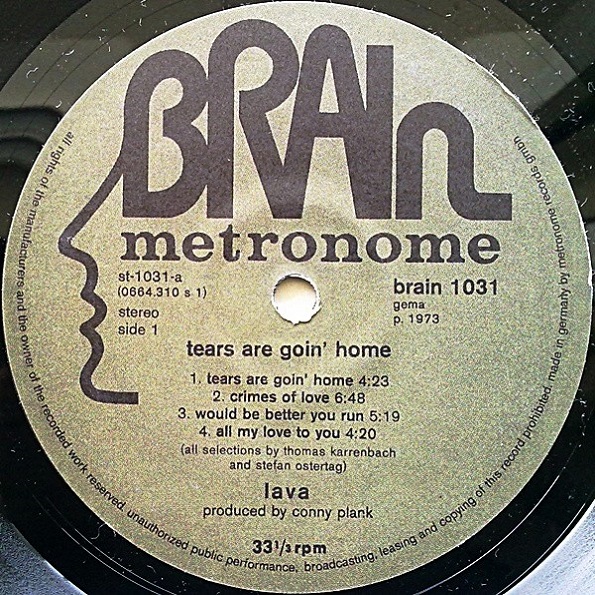 BRAIN
metronome
st-1031-a
(0664.310 s 1)
stereo
side 1
brain 1031
gema
p. 1973
tears are goin' home
1. tears are goin' home 4:23
2. crimes of love 6:48
3. would be better you run 5:19
4. all my love to you 4:20
(all selections by thomas karrenbach
and stefan ostertag)
lava
produced by conny plank
33 1/3 rpm
all rights of the manufacturers and the owner of the recorded work reserved. unauthorized public performance, broadcasting, leasing and copying of this record prohibited. made in germany by metronome records gmbh